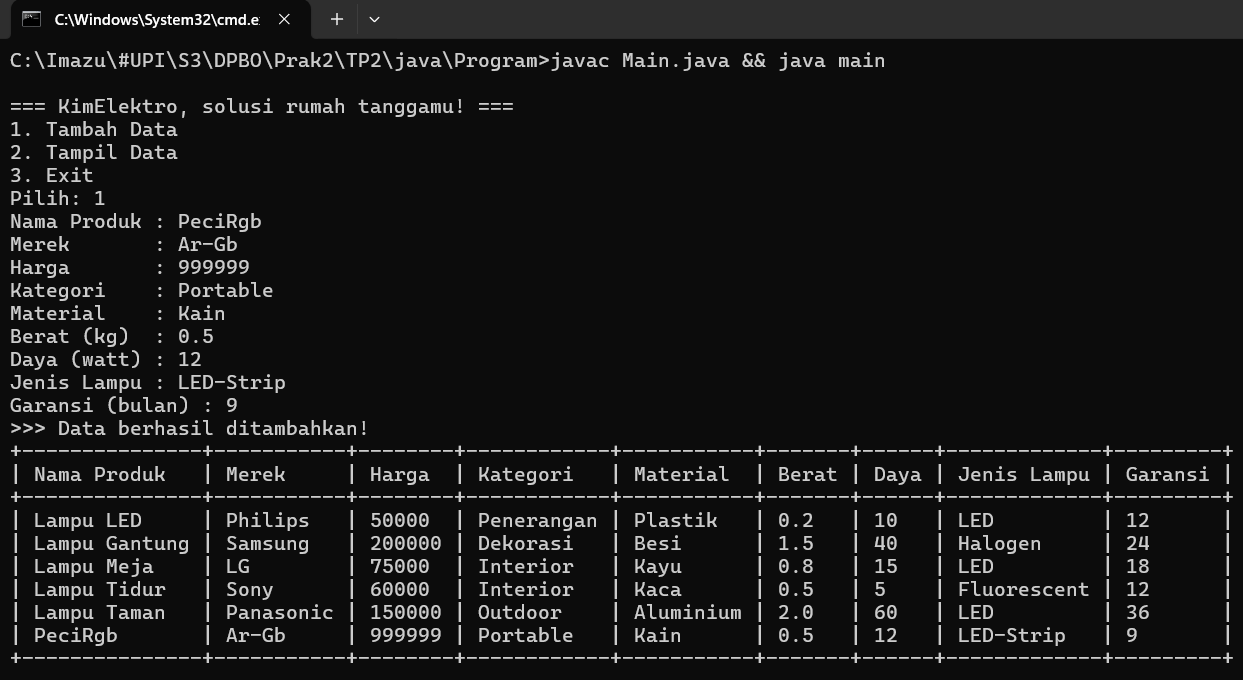 C:\Windows\System32\cmd.e
C:\Imazu\#UPI\S3\DPBO\Prak2\TP2\java\Program>javac Main.java && java main
=== KimElektro, solusi rumah tanggamu! ===
1. Tambah Data
2. Tampil Data
3. Exit
Pilih: 1
Nama Produk : PeciRgb
Merek       : Ar-Gb
Harga       : 999999
Kategori    : Portable
Material    : Kain
Berat (kg)  : 0.5
Daya (watt) : 12
Jenis Lampu : LED-Strip
Garansi (bulan) : 9
>>> Data berhasil ditambahkan!
+---------------+-----------+--------+------------+-----------+-------+------+-------------+---------+
| Nama Produk   | Merek     | Harga  | Kategori   | Material  | Berat | Daya | Jenis Lampu | Garansi |
+---------------+-----------+--------+------------+-----------+-------+------+-------------+---------+
| Lampu LED     | Philips   | 50000  | Penerangan | Plastik   | 0.2   | 10   | LED         | 12      |
| Lampu Gantung | Samsung   | 200000 | Dekorasi   | Besi      | 1.5   | 40   | Halogen     | 24      |
| Lampu Meja    | LG        | 75000  | Interior   | Kayu      | 0.8   | 15   | LED         | 18      |
| Lampu Tidur   | Sony      | 60000  | Interior   | Kaca      | 0.5   | 5    | Fluorescent | 12      |
| Lampu Taman   | Panasonic | 150000 | Outdoor    | Aluminium | 2.0   | 60   | LED         | 36      |
| PeciRgb       | Ar-Gb     | 999999 | Portable   | Kain      | 0.5   | 12   | LED-Strip   | 9       |
+---------------+-----------+--------+------------+-----------+-------+------+-------------+---------+